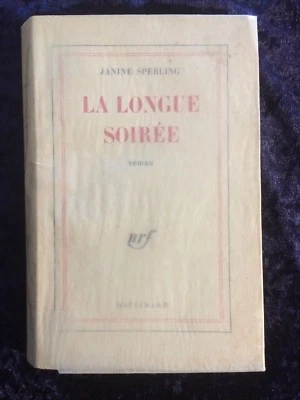 JANINE SPERLING
LA LONGUE
SOIRÉE
roman
nrf
GALLIMARD